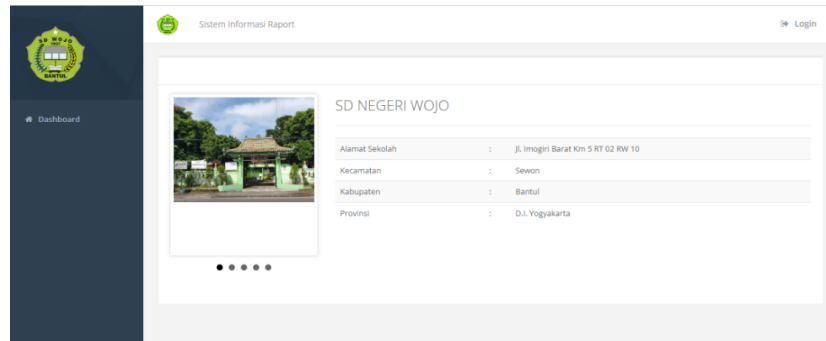 SD WOJO
BANTUL
Sistem Informasi Raport
Login
Dashboard
SD NEGERI WOJO
Alamat Sekolah : Jl. Imogiri Barat Km 5 RT 02 RW 10
Kecamatan : Sewon
Kabupaten : Bantul
Provinsi : D.I. Yogyakarta